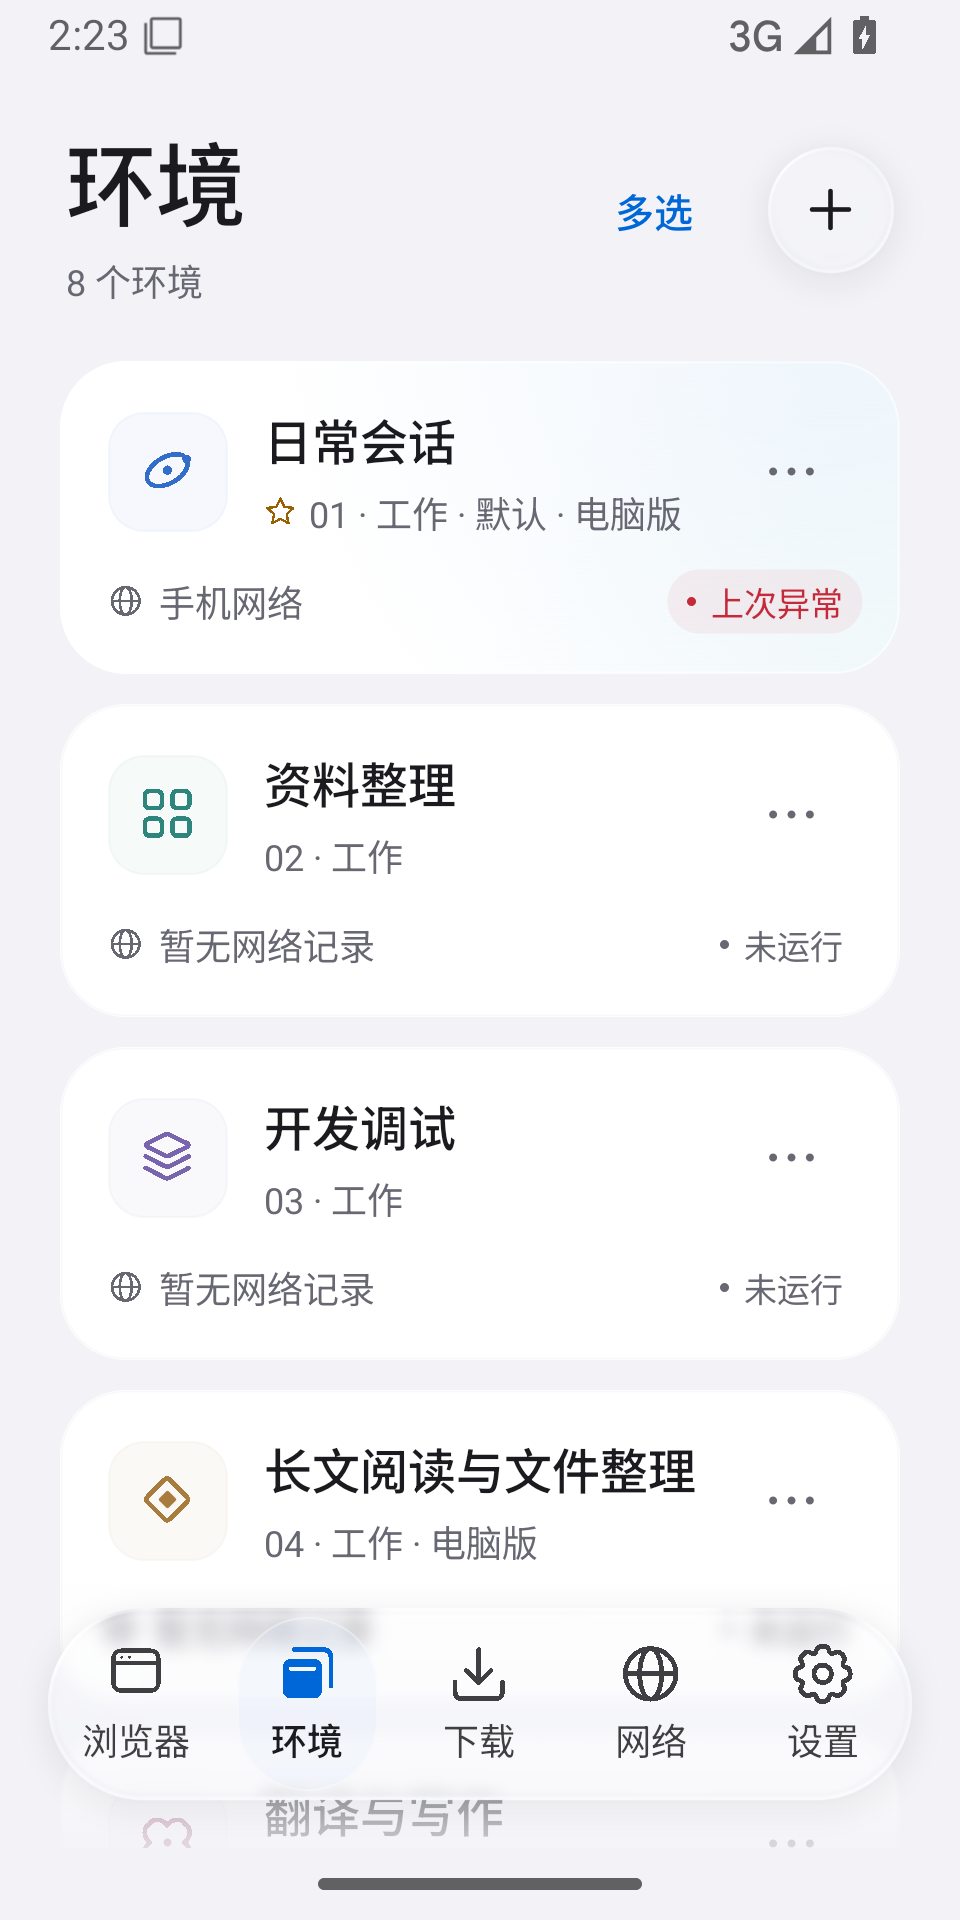 2:23
3G
环境
多选
8 个环境
日常会话
01 · 工作 · 默认 · 电脑版
手机网络
• 上次异常
资料整理
02 · 工作
暂无网络记录
• 未运行
开发调试
03 · 工作
暂无网络记录
• 未运行
长文阅读与文件整理
04 · 工作 · 电脑版
浏览器
环境
下载
网络
设置
翻译与写作